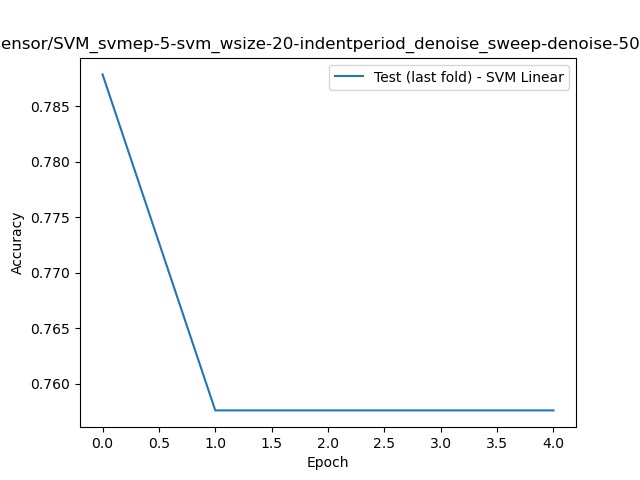 ensor/SVM_svmep-5-svm_wsize-20-indentperiod_denoise_sweep-denoise-50
Test (last fold) - SVM Linear
0.785
0.780
0.775
0.770
0.765
0.760
Accuracy
0.0 0.5 1.0 1.5 2.0 2.5 3.0 3.5 4.0
Epoch